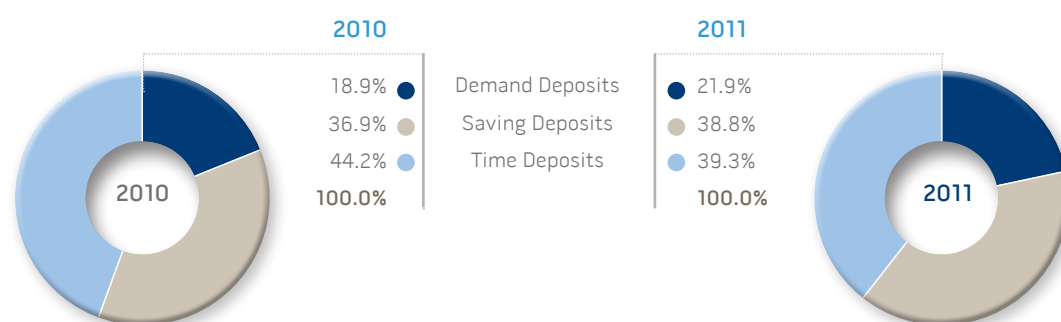 2010 2011
18.9% Demand Deposits 21.9%
36.9% Saving Deposits 38.8%
44.2% Time Deposits 39.3%
2010 100.0% 100.0% 2011